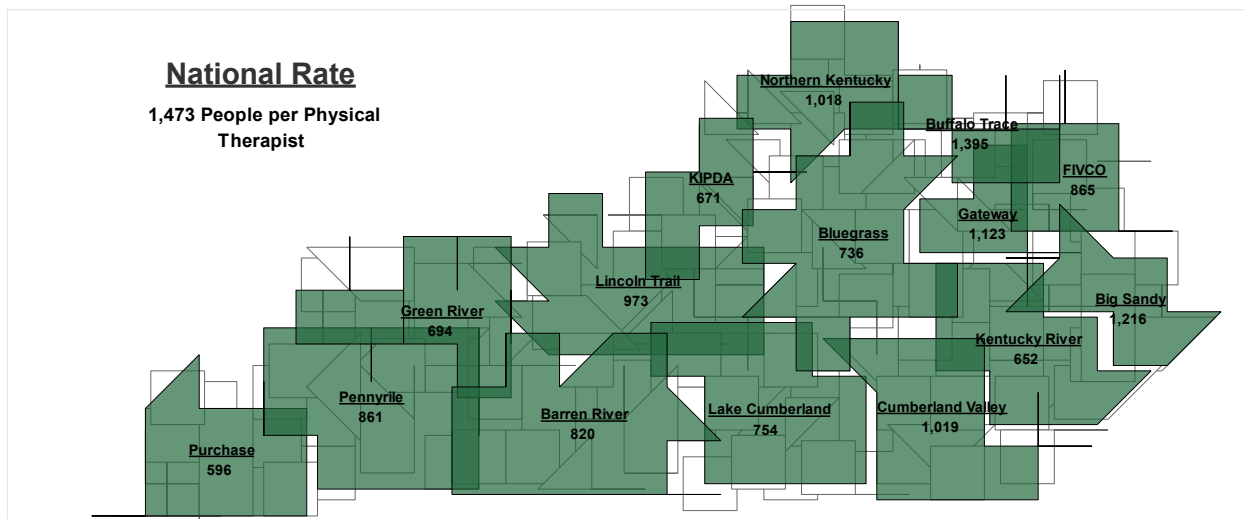 National Rate
1,473 People per Physical
Therapist
Northern Kentucky
1,018
Buffalo Trace
1,395
FIVCO
865
KIPDA
671
Gateway
1,123
Bluegrass
736
Lincoln Trail
973
Big Sandy
1,216
Green River
694
Kentucky River
652
Pennyrile
861
Barren River
820
Lake Cumberland
754
Cumberland Valley
1,019
Purchase
596